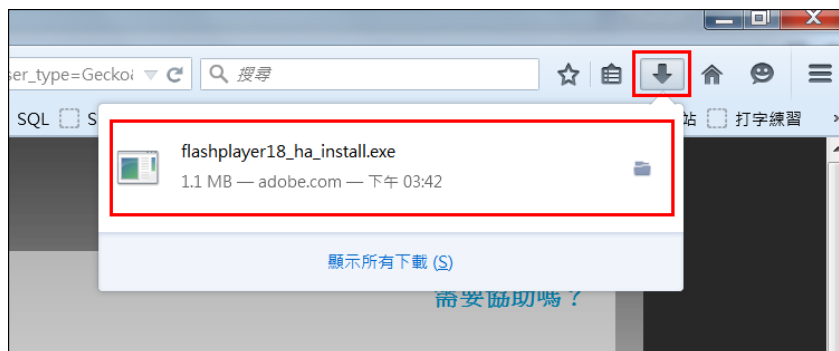 ser_type=Gecko&
搜尋
SQL
S
站
打字練習
flashplayer18_ha_install.exe
1.1 MB — adobe.com — 下午 03:42
顯示所有下載 (S)
需要協助嗎？